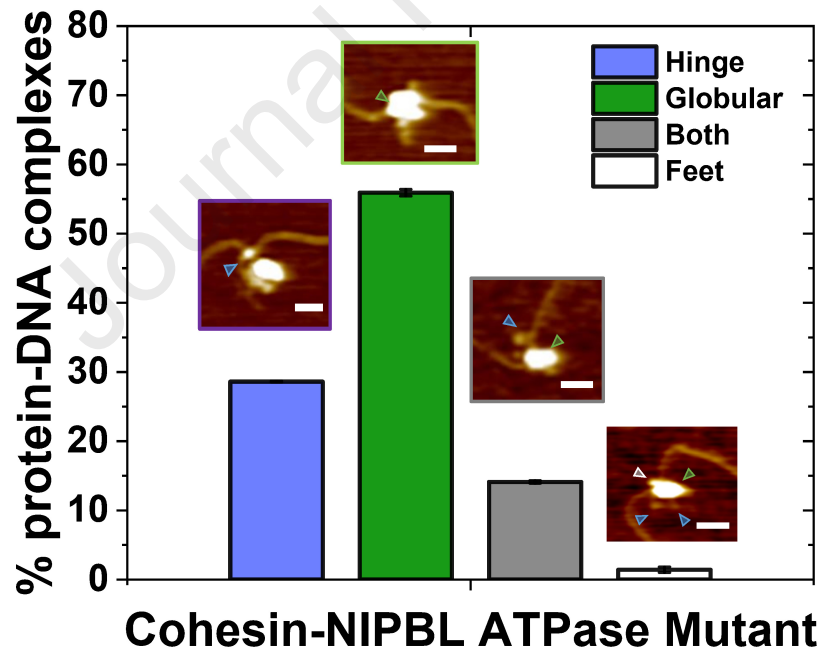 % protein-DNA complexes
80
70
60
50
40
30
20
10
0
Journal
Hinge
Globular
Both
Feet
Cohesin-NIPBL ATPase Mutant